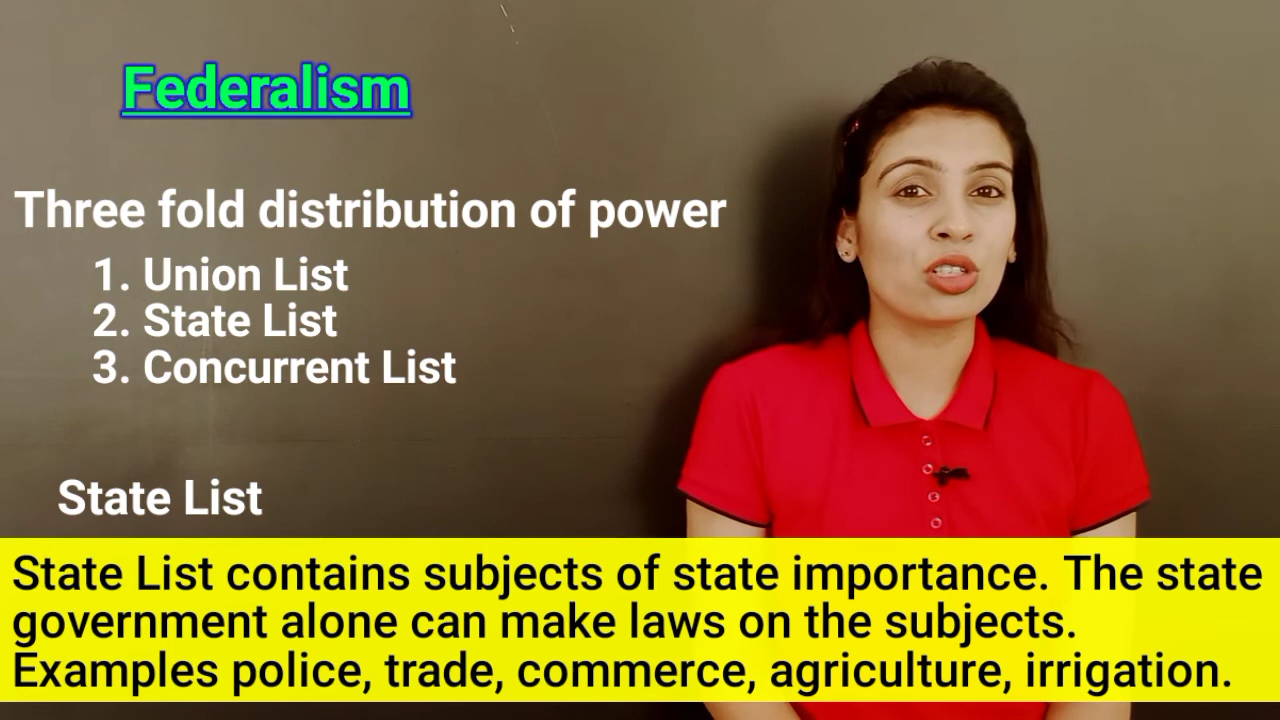 Federalism
Three fold distribution of power
1. Union List
2. State List
3. Concurrent List
State List
State List contains subjects of state importance. The state
government alone can make laws on the subjects.
Examples police, trade, commerce, agriculture, irrigation.